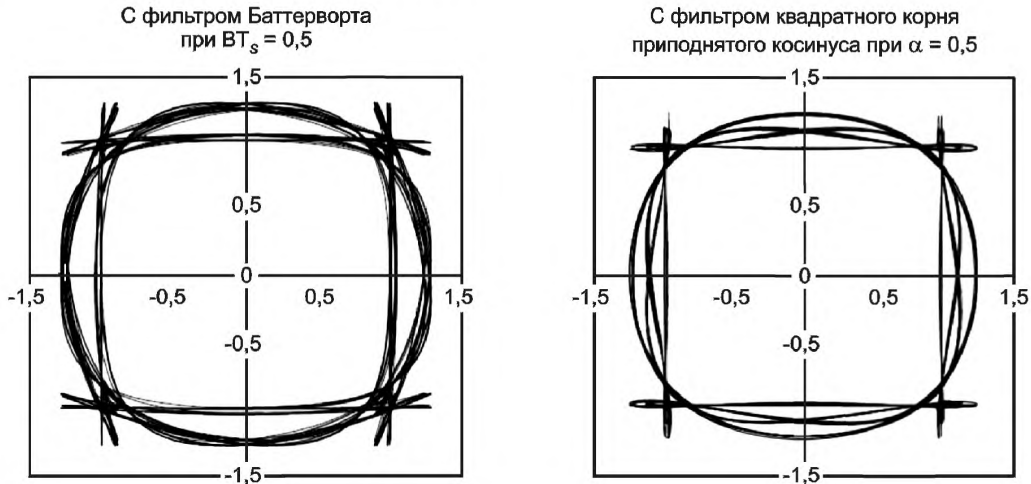 С фильтром Баттерворта
при BTs = 0,5
1,5
0,5
0
-1,5 -0,5 0,5 1,5
-0,5
-1,5
С фильтром квадратного корня
приподнятого косинуса при α = 0,5
1,5
0,5
0
-1,5 -0,5 0,5 1,5
-0,5
-1,5